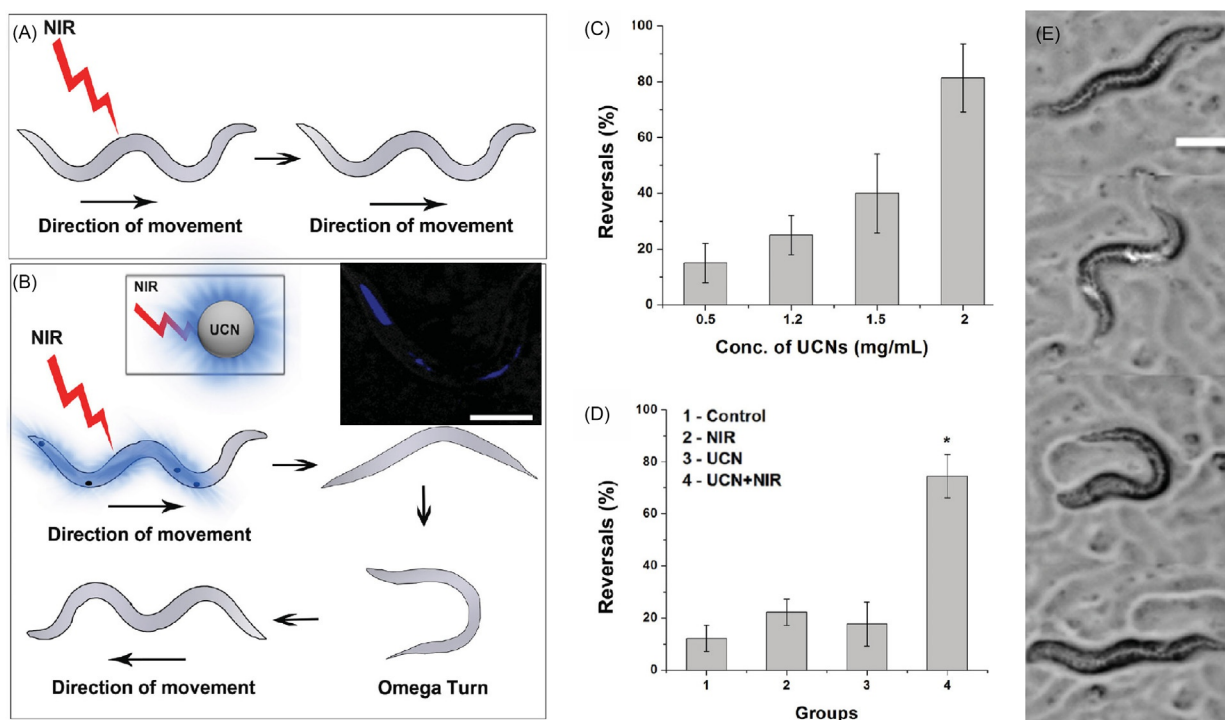 (A)
NIR
Direction of movement
Direction of movement
(B)
NIR
UCN
NIR
Direction of movement
Direction of movement
Omega Turn
(C)
Reversals (%)
100
80
60
40
20
0
0.5
1.2
1.5
2
Conc. of UCNs (mg/mL)
(D)
Reversals (%)
100
80
60
40
20
0
1 - Control
2 - NIR
3 - UCN
4 - UCN+NIR
*
1
2
3
4
Groups
(E)